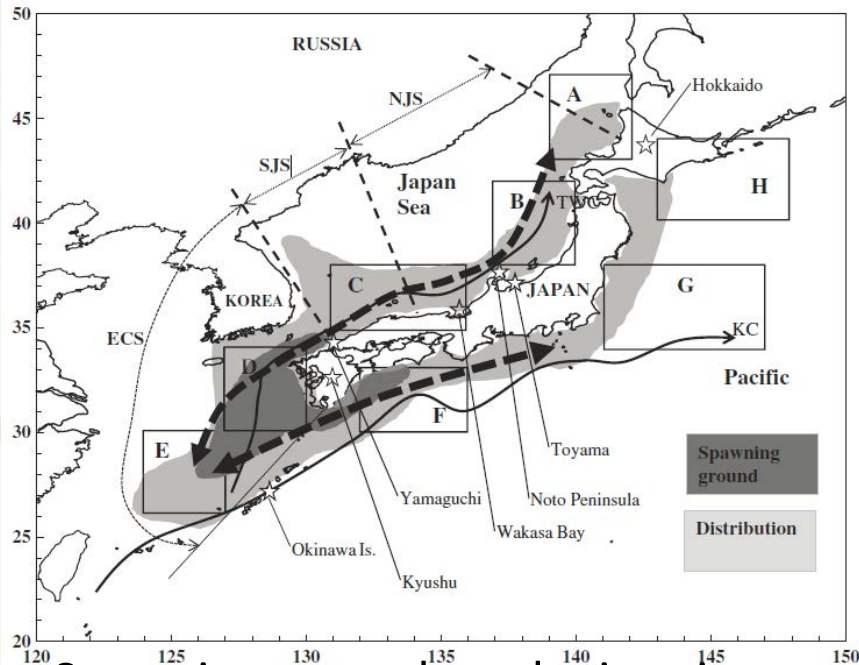 50
45
40
35
30
25
20
120
125
130
135
140
145
150
RUSSIA
NJS
SJS
ECS
Japan
Sea
KOREA
JAPAN
Pacific
A
B
C
D
E
F
G
H
TWC
KC
Hokkaido
Toyama
Noto Peninsula
Wakasa Bay
Yamaguchi
Kyushu
Okinawa Is.
Spawning
ground
Distribution